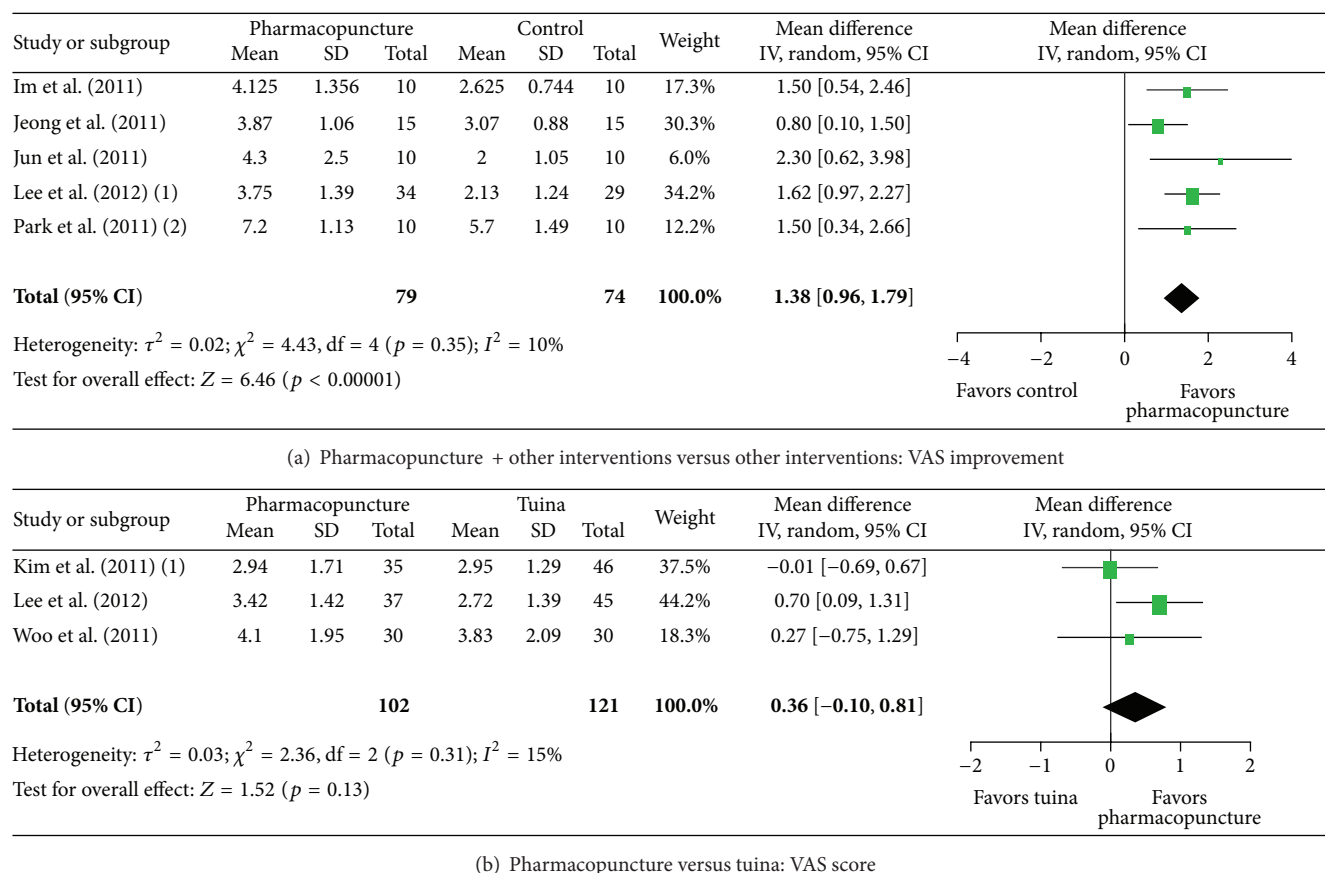 Study or subgroup Pharmacopuncture Control Weight Mean difference Mean difference
Mean SD Total Mean SD Total IV, random, 95% CI IV, random, 95% CI
Im et al. (2011) 4.125 1.356 10 2.625 0.744 10 17.3% 1.50 [0.54, 2.46]
Jeong et al. (2011) 3.87 1.06 15 3.07 0.88 15 30.3% 0.80 [0.10, 1.50]
Jun et al. (2011) 4.3 2.5 10 2 1.05 10 6.0% 2.30 [0.62, 3.98]
Lee et al. (2012) (1) 3.75 1.39 34 2.13 1.24 29 34.2% 1.62 [0.97, 2.27]
Park et al. (2011) (2) 7.2 1.13 10 5.7 1.49 10 12.2% 1.50 [0.34, 2.66]
Total (95% CI) 79 74 100.0% 1.38 [0.96, 1.79]
Heterogeneity: τ² = 0.02; χ² = 4.43, df = 4 (p = 0.35); I² = 10%
Test for overall effect: Z = 6.46 (p < 0.00001)
−4 −2 0 2 4
Favors control Favors
pharmacopuncture
(a) Pharmacopuncture + other interventions versus other interventions: VAS improvement
Study or subgroup Pharmacopuncture Tuina Weight Mean difference Mean difference
Mean SD Total Mean SD Total IV, random, 95% CI IV, random, 95% CI
Kim et al. (2011) (1) 2.94 1.71 35 2.95 1.29 46 37.5% −0.01 [−0.69, 0.67]
Lee et al. (2012) 3.42 1.42 37 2.72 1.39 45 44.2% 0.70 [0.09, 1.31]
Woo et al. (2011) 4.1 1.95 30 3.83 2.09 30 18.3% 0.27 [−0.75, 1.29]
Total (95% CI) 102 121 100.0% 0.36 [−0.10, 0.81]
Heterogeneity: τ² = 0.03; χ² = 2.36, df = 2 (p = 0.31); I² = 15%
Test for overall effect: Z = 1.52 (p = 0.13)
−2 −1 0 1 2
Favors tuina Favors
pharmacopuncture
(b) Pharmacopuncture versus tuina: VAS score